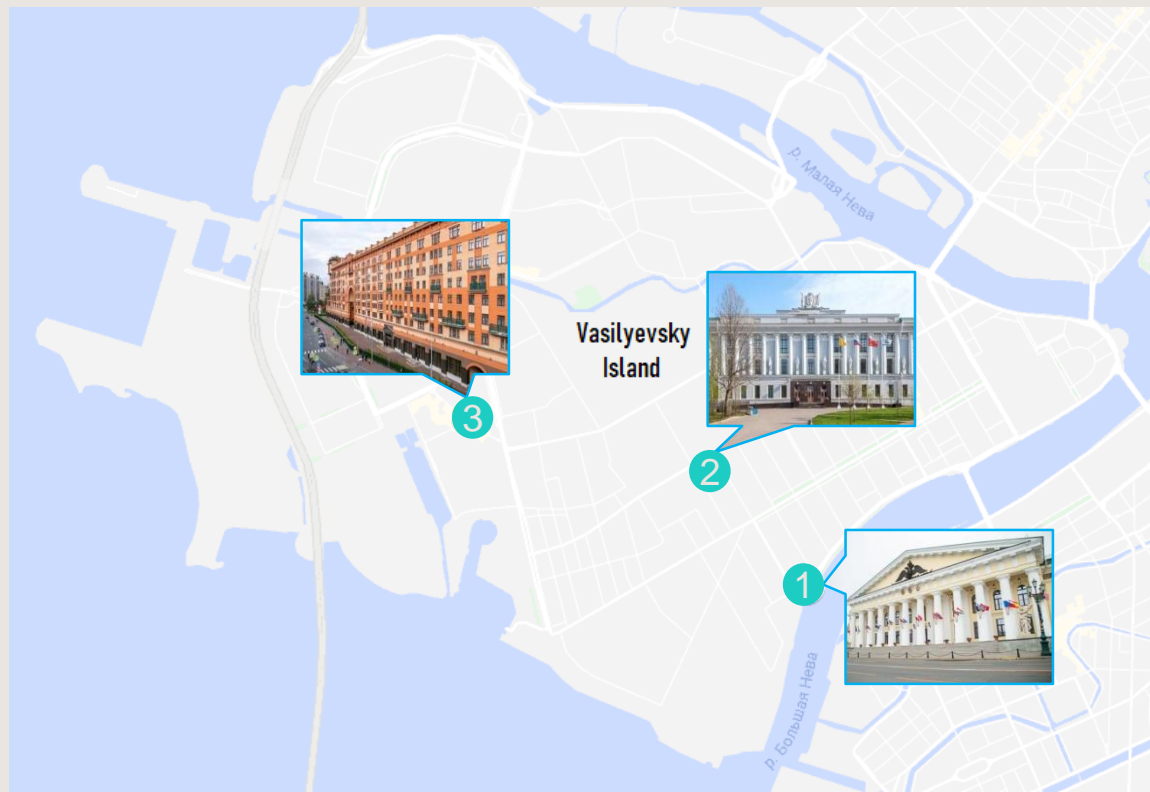 р. Малая Нева
Vasilyevsky
Island
3
2
1
р. Большая Нева